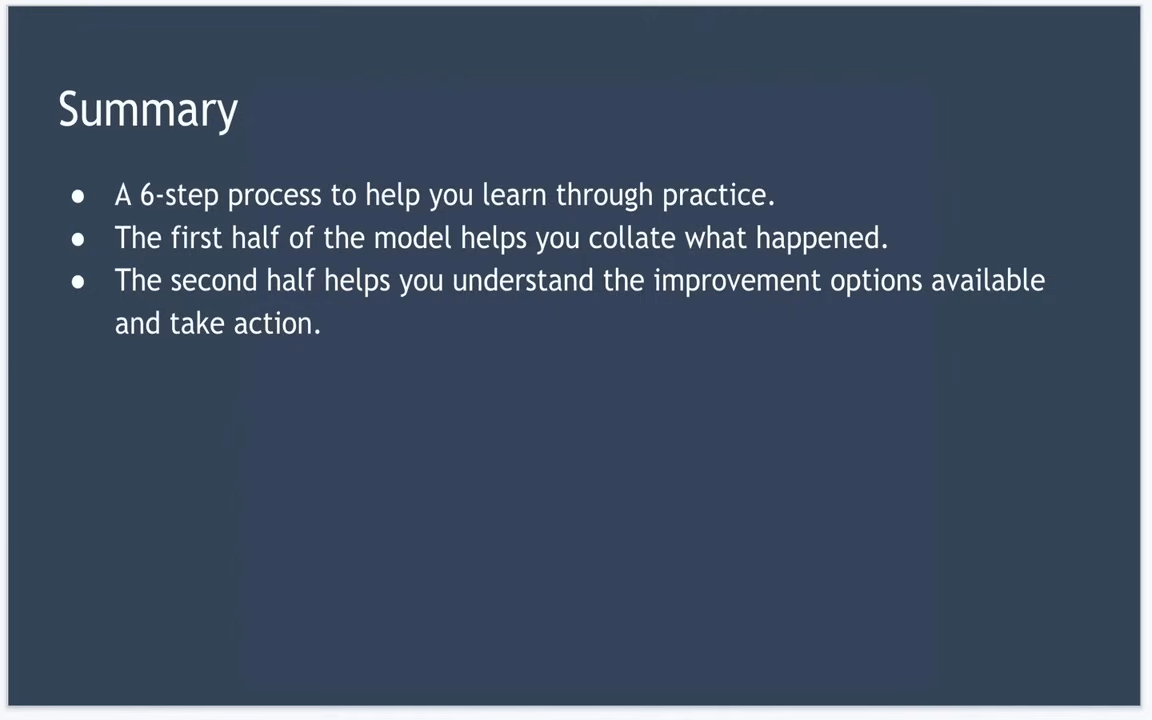 Summary
● A 6-step process to help you learn through practice.
● The first half of the model helps you collate what happened.
● The second half helps you understand the improvement options available
and take action.